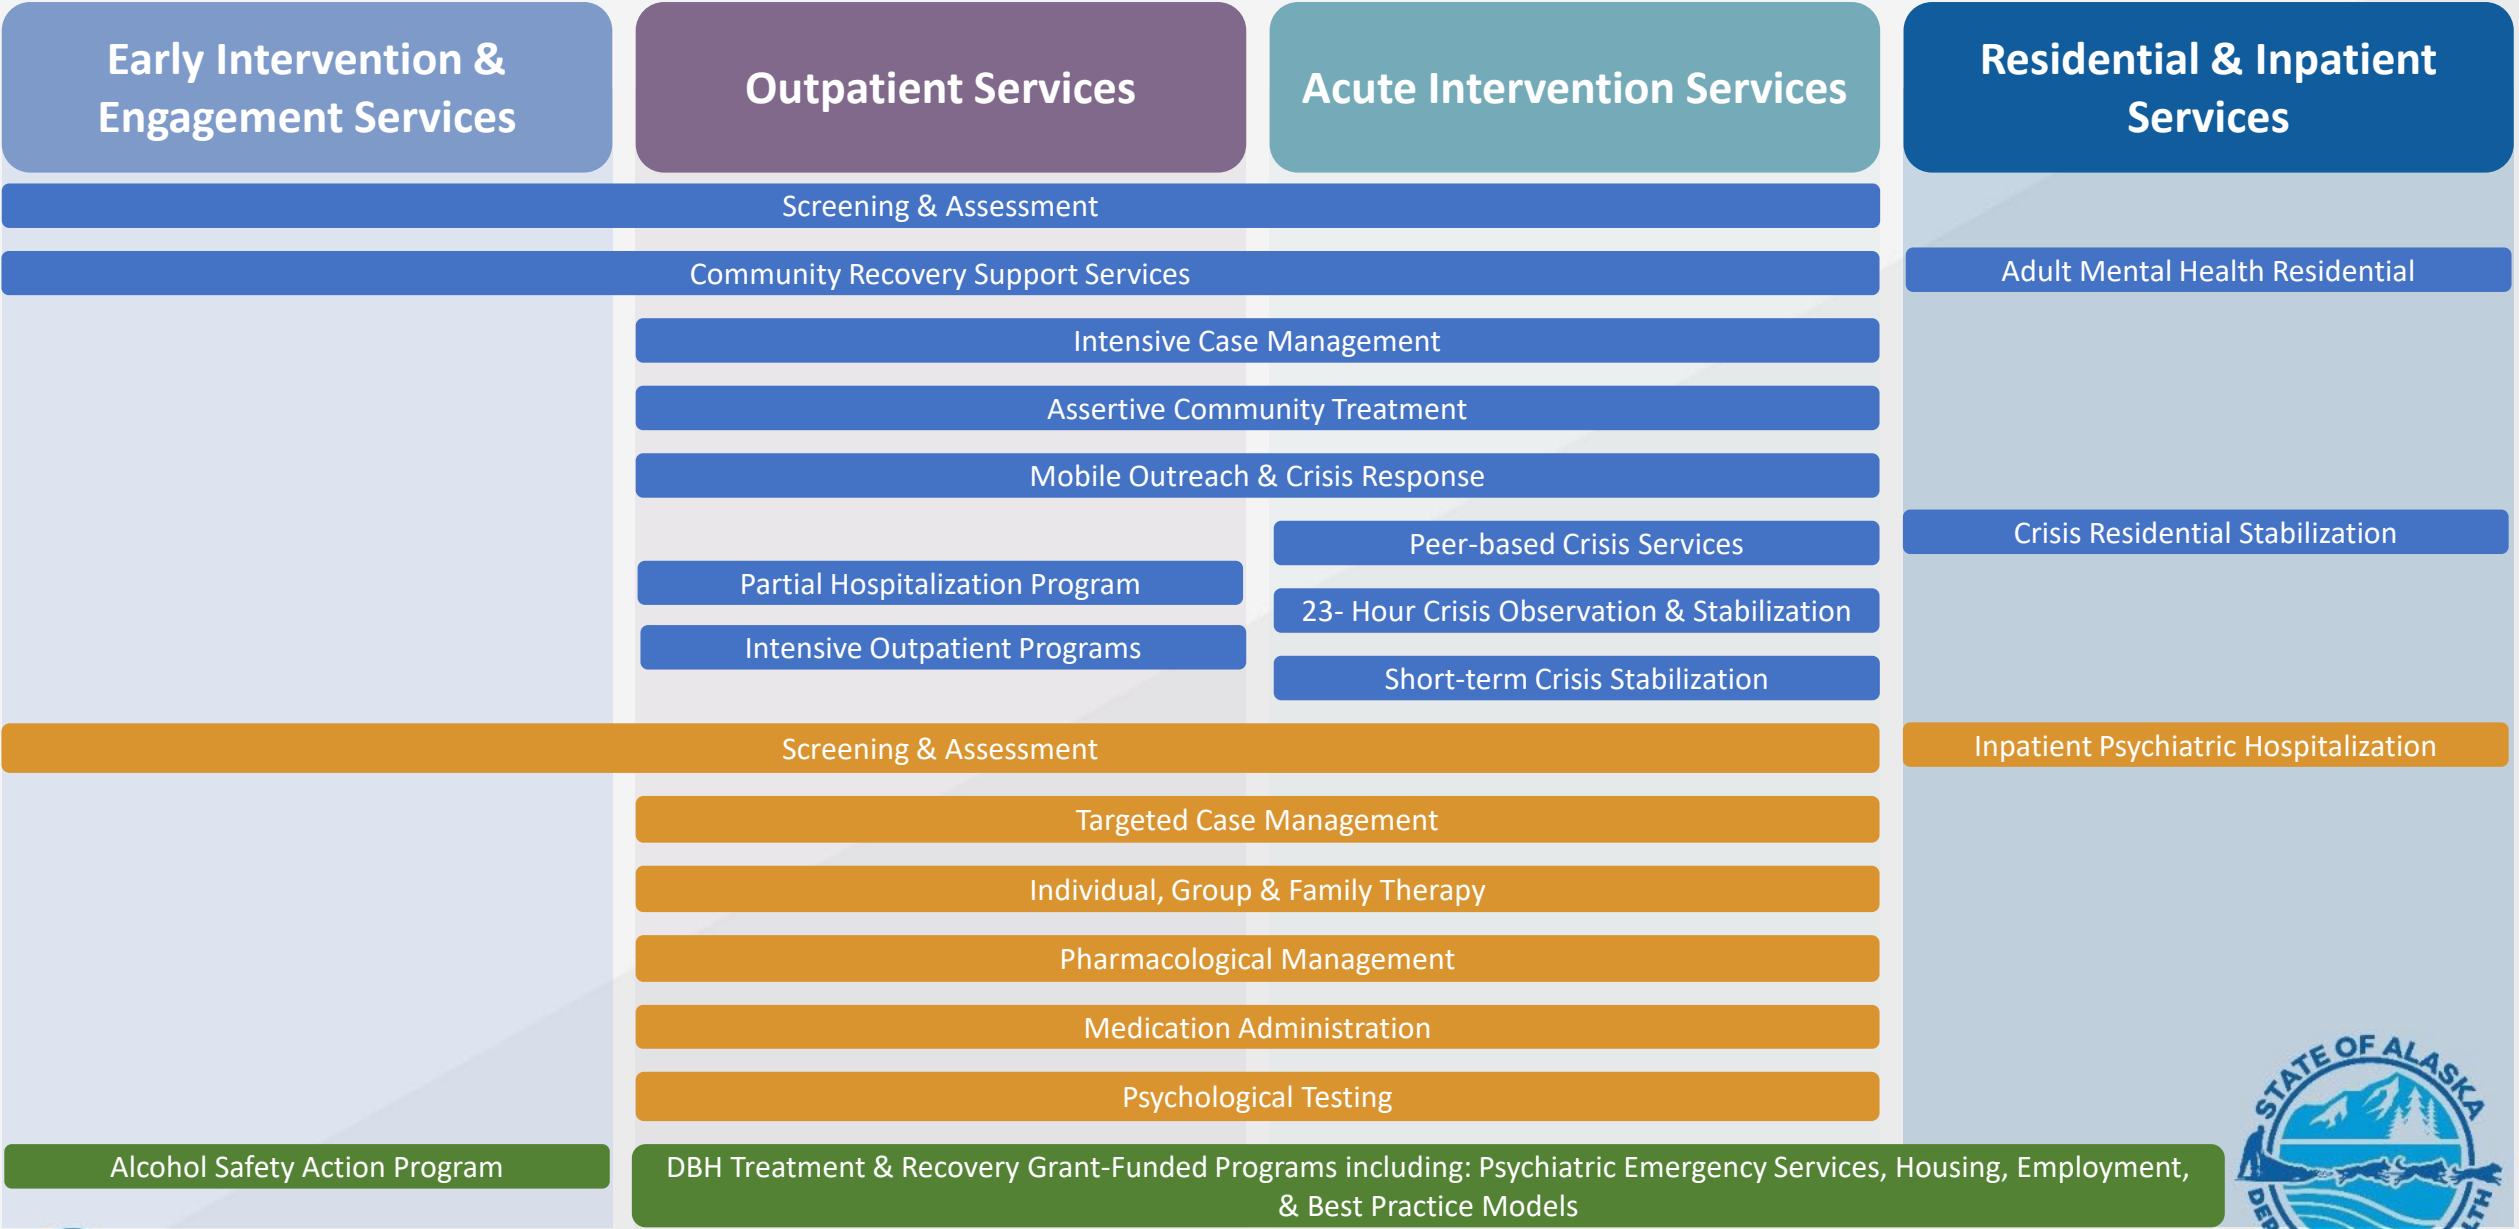 Early Intervention &
Engagement Services
Outpatient Services
Acute Intervention Services
Residential & Inpatient
Services
Screening & Assessment
Community Recovery Support Services
Adult Mental Health Residential
Intensive Case Management
Assertive Community Treatment
Mobile Outreach & Crisis Response
Peer-based Crisis Services
Crisis Residential Stabilization
Partial Hospitalization Program
23- Hour Crisis Observation & Stabilization
Intensive Outpatient Programs
Short-term Crisis Stabilization
Screening & Assessment
Inpatient Psychiatric Hospitalization
Targeted Case Management
Individual, Group & Family Therapy
Pharmacological Management
Medication Administration
Psychological Testing
STATE OF ALASKA
Alcohol Safety Action Program
DBH Treatment & Recovery Grant-Funded Programs including: Psychiatric Emergency Services, Housing, Employment,
& Best Practice Models